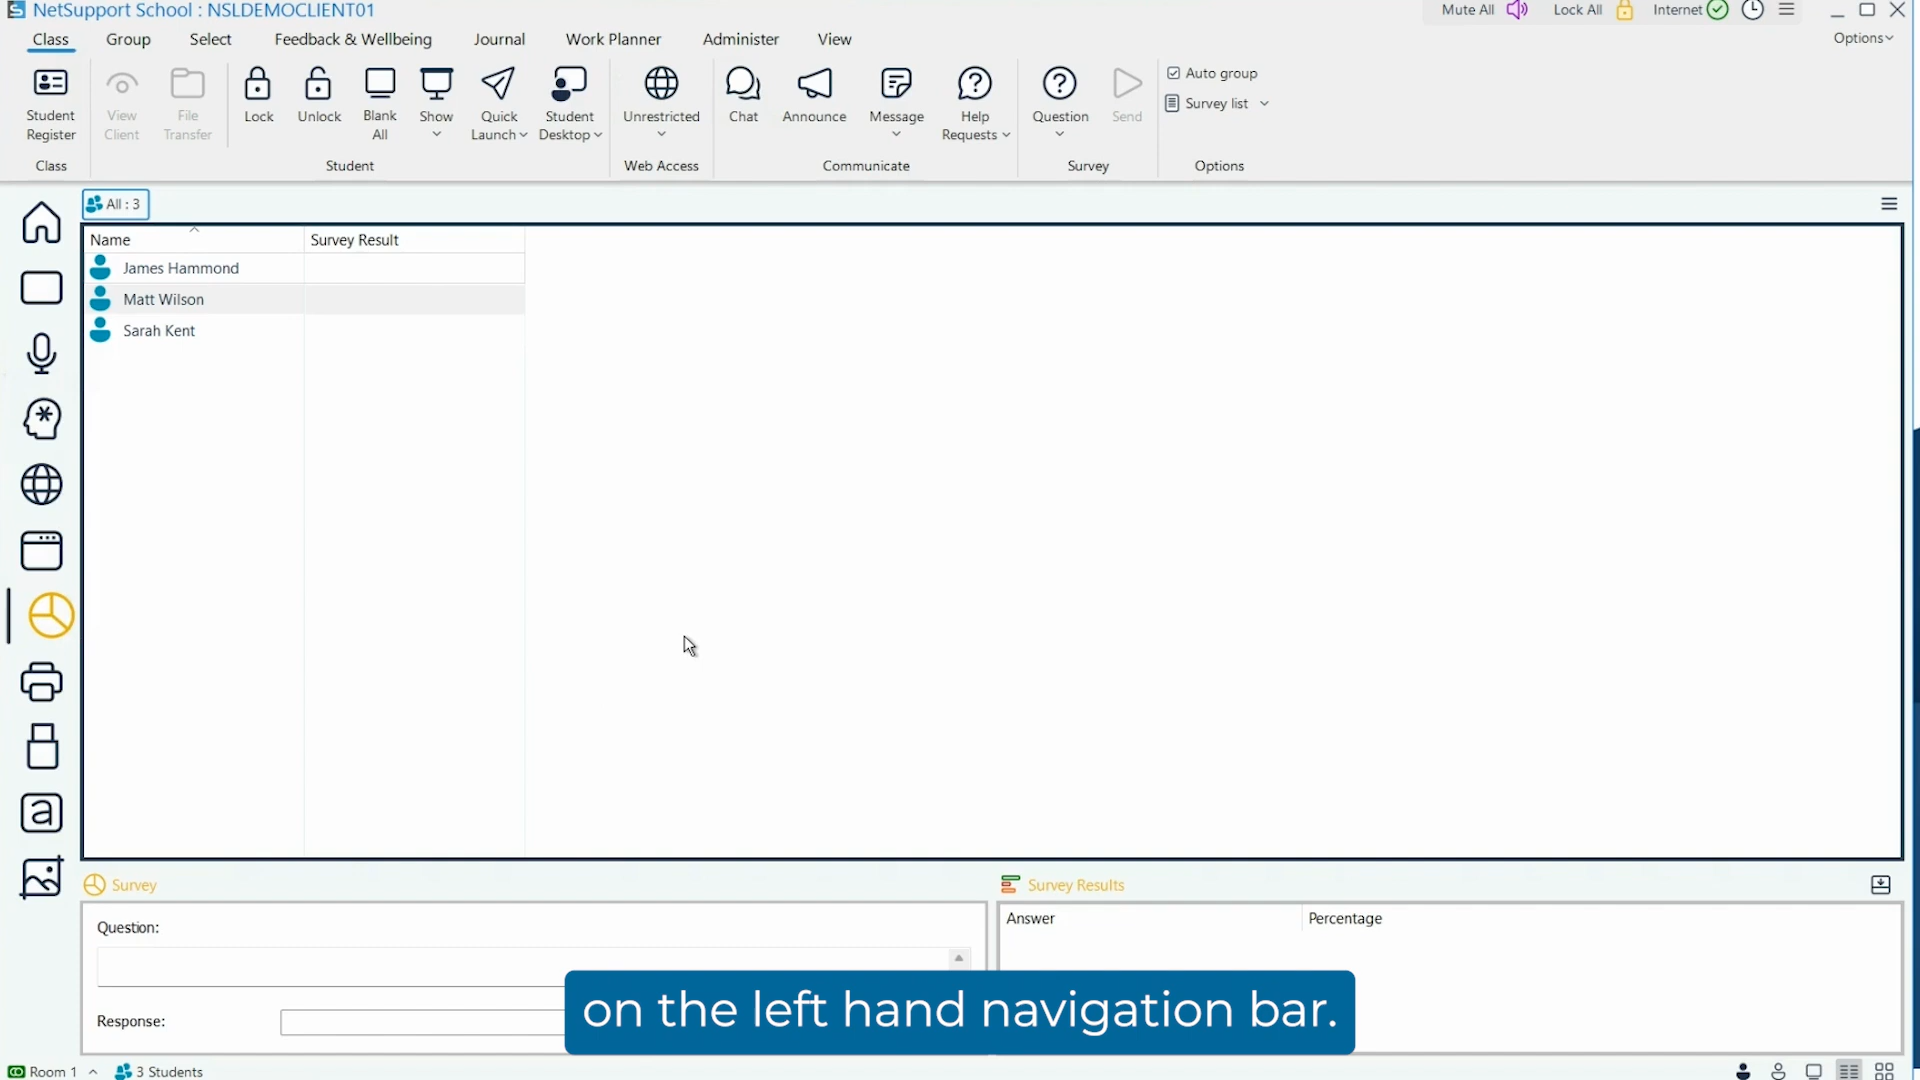 NetSupport School : NSLDEMOCLIENT01
Mute All
Lock All
Internet
Class
Group
Select
Feedback & Wellbeing
Journal
Work Planner
Administer
View
Options
Student Register
View Client
File Transfer
Lock
Unlock
Blank All
Show
Quick Launch
Student Desktop
Unrestricted
Chat
Announce
Message
Help Requests
Question
Send
Auto group
Survey list
Class
Student
Web Access
Communicate
Survey
Options
All : 3
Name
Survey Result
James Hammond
Matt Wilson
Sarah Kent
Survey
Question:
Response:
Survey Results
Answer
Percentage
on the left hand navigation bar.
Room 1
3 Students